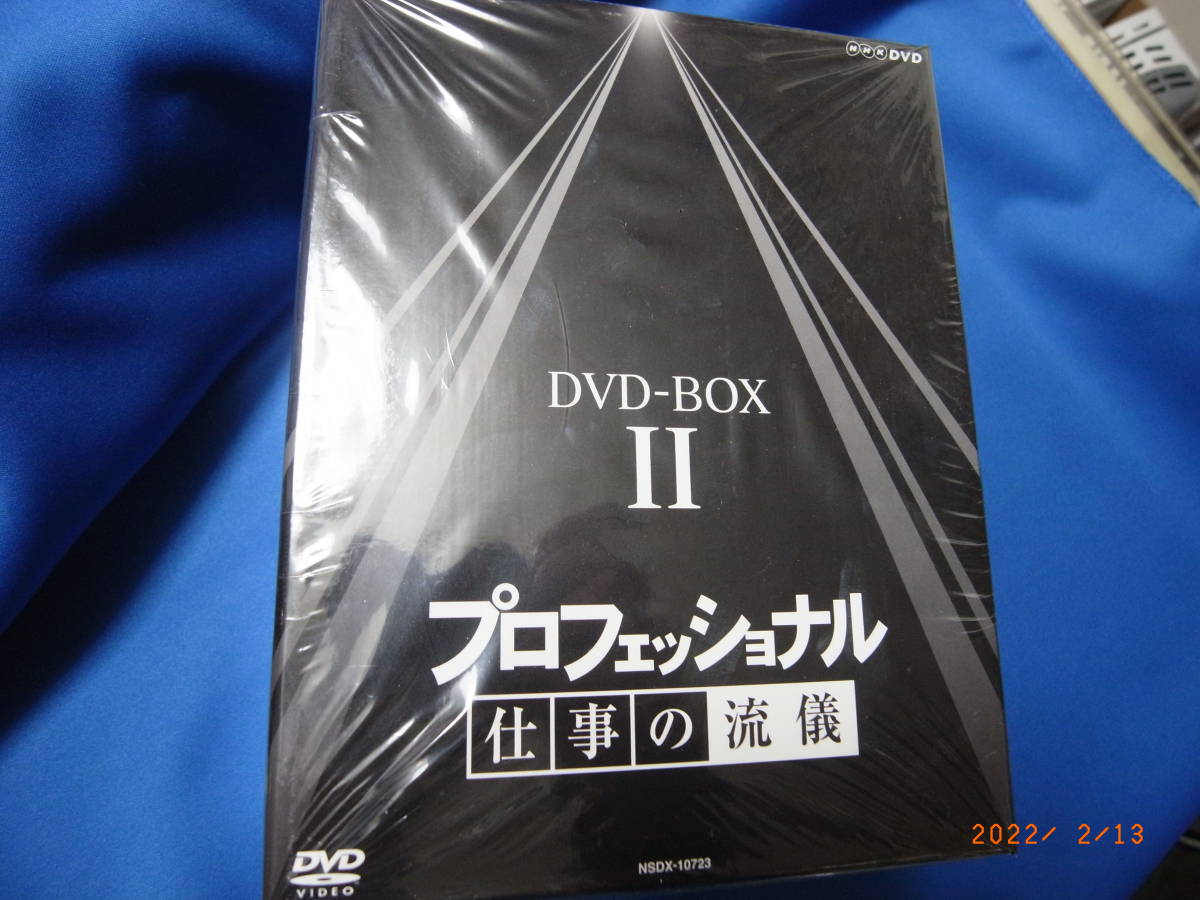 NHK DVD
DVD-BOX
II
プロフェッショナル
仕事の流儀
DVD
VIDEO
NSDX-10723
2022/ 2/13